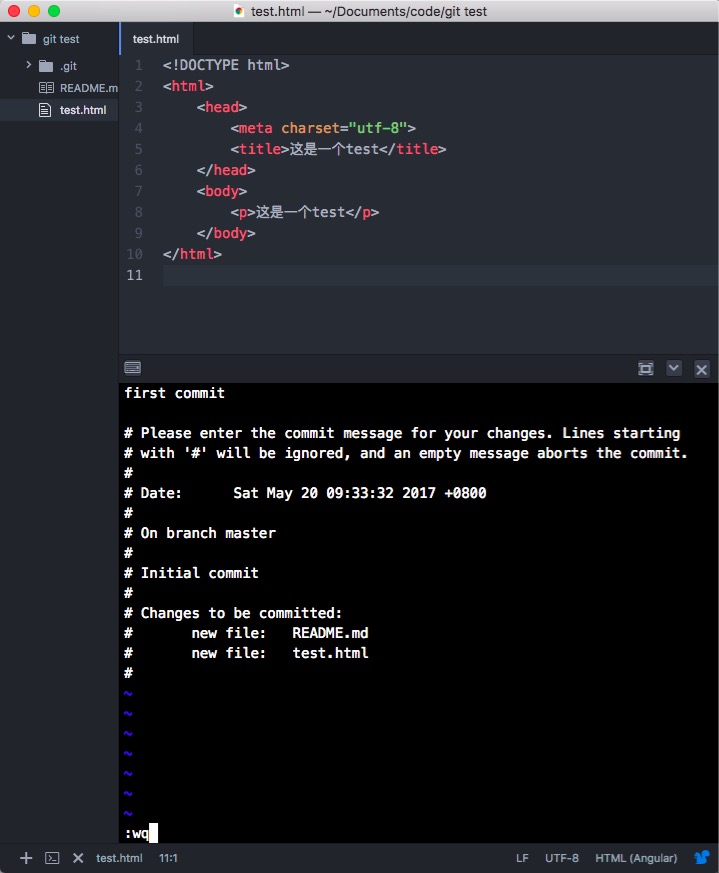 test.html — ~/Documents/code/git test
git test
.git
README.m
test.html
test.html
1 <!DOCTYPE html>
2 <html>
3 <head>
4 <meta charset="utf-8">
5 <title>这是一个test</title>
6 </head>
7 <body>
8 <p>这是一个test</p>
9 </body>
10 </html>
11
first commit
# Please enter the commit message for your changes. Lines starting
# with '#' will be ignored, and an empty message aborts the commit.
#
# Date:      Sat May 20 09:33:32 2017 +0800
#
# On branch master
#
# Initial commit
#
# Changes to be committed:
#       new file:   README.md
#       new file:   test.html
#
~
~
~
~
~
~
~
:wq
test.html 11:1 LF UTF-8 HTML (Angular)